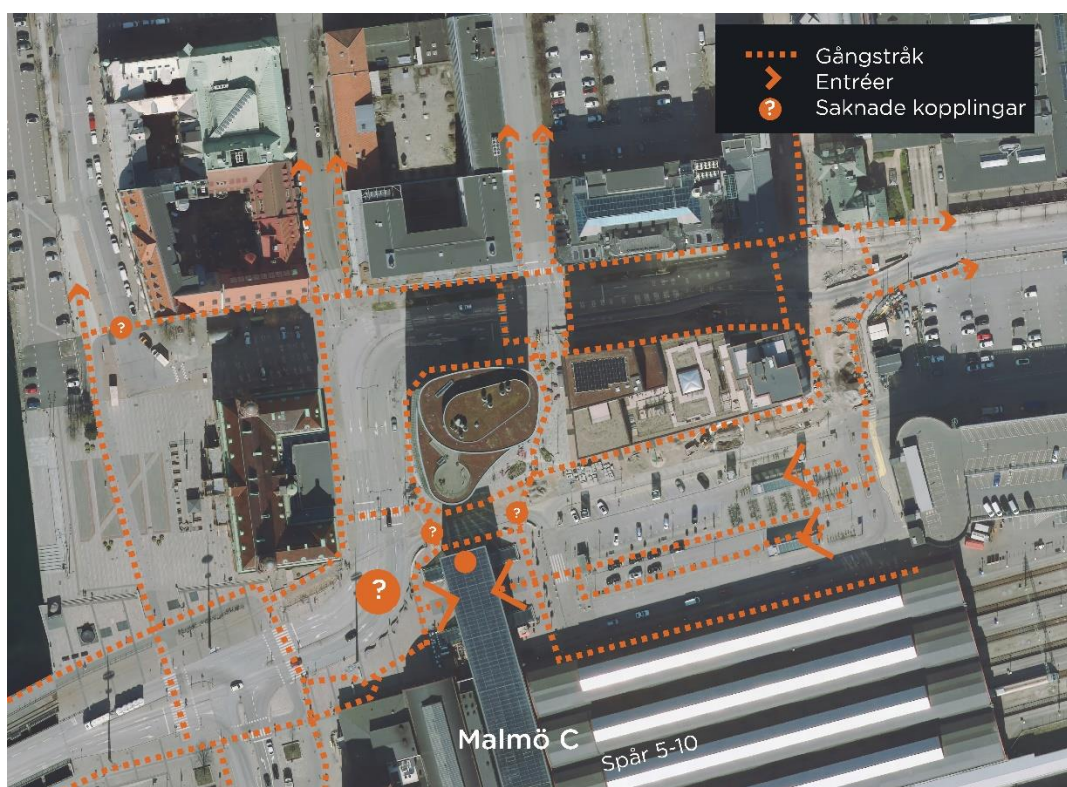 Gångstråk
Entréer
? Saknade kopplingar
?
?
?
?
Malmö C
Spår 5-10